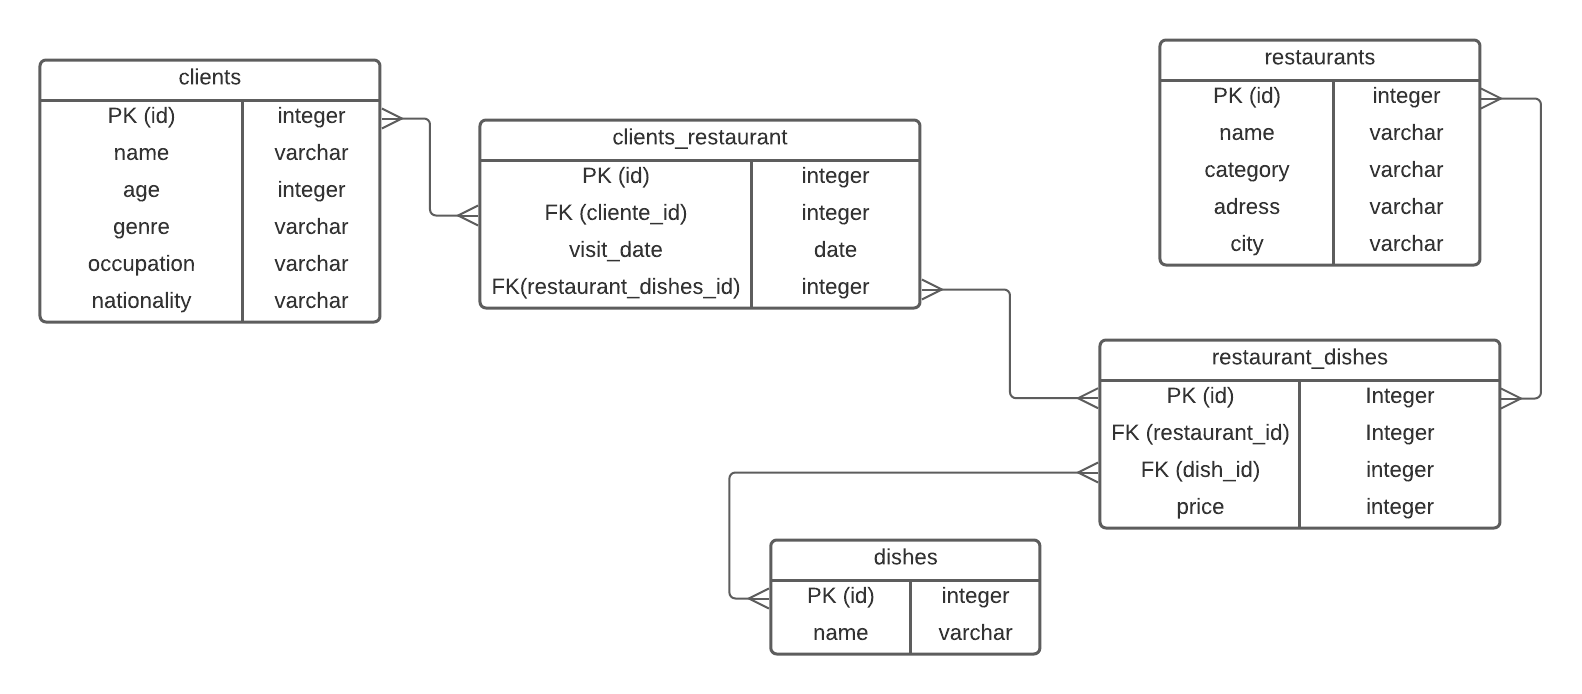 clients
PK (id) integer
name varchar
age integer
genre varchar
occupation varchar
nationality varchar
clients_restaurant
PK (id) integer
FK (cliente_id) integer
visit_date date
FK(restaurant_dishes_id) integer
restaurants
PK (id) integer
name varchar
category varchar
adress varchar
city varchar
restaurant_dishes
PK (id) Integer
FK (restaurant_id) Integer
FK (dish_id) integer
price integer
dishes
PK (id) integer
name varchar